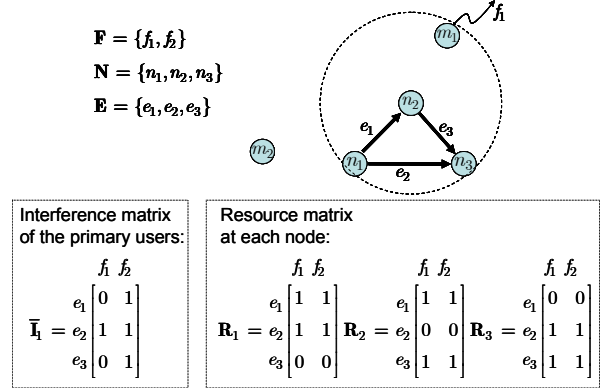 F = {f₁, f₂}
N = {n₁, n₂, n₃}
E = {e₁, e₂, e₃}
m₁
f₁
n₂
e₁
e₃
m₂
n₁
n₃
e₂
Interference matrix
of the primary users:
f₁ f₂
e₁ [0 1]
Ī₁ = e₂ [1 1]
e₃ [0 1]
Resource matrix
at each node:
f₁ f₂ f₁ f₂ f₁ f₂
e₁ [1 1] e₁ [1 1] e₁ [0 0]
R₁ = e₂ [1 1] R₂ = e₂ [0 0] R₃ = e₂ [1 1]
e₃ [0 0] e₃ [1 1] e₃ [1 1]